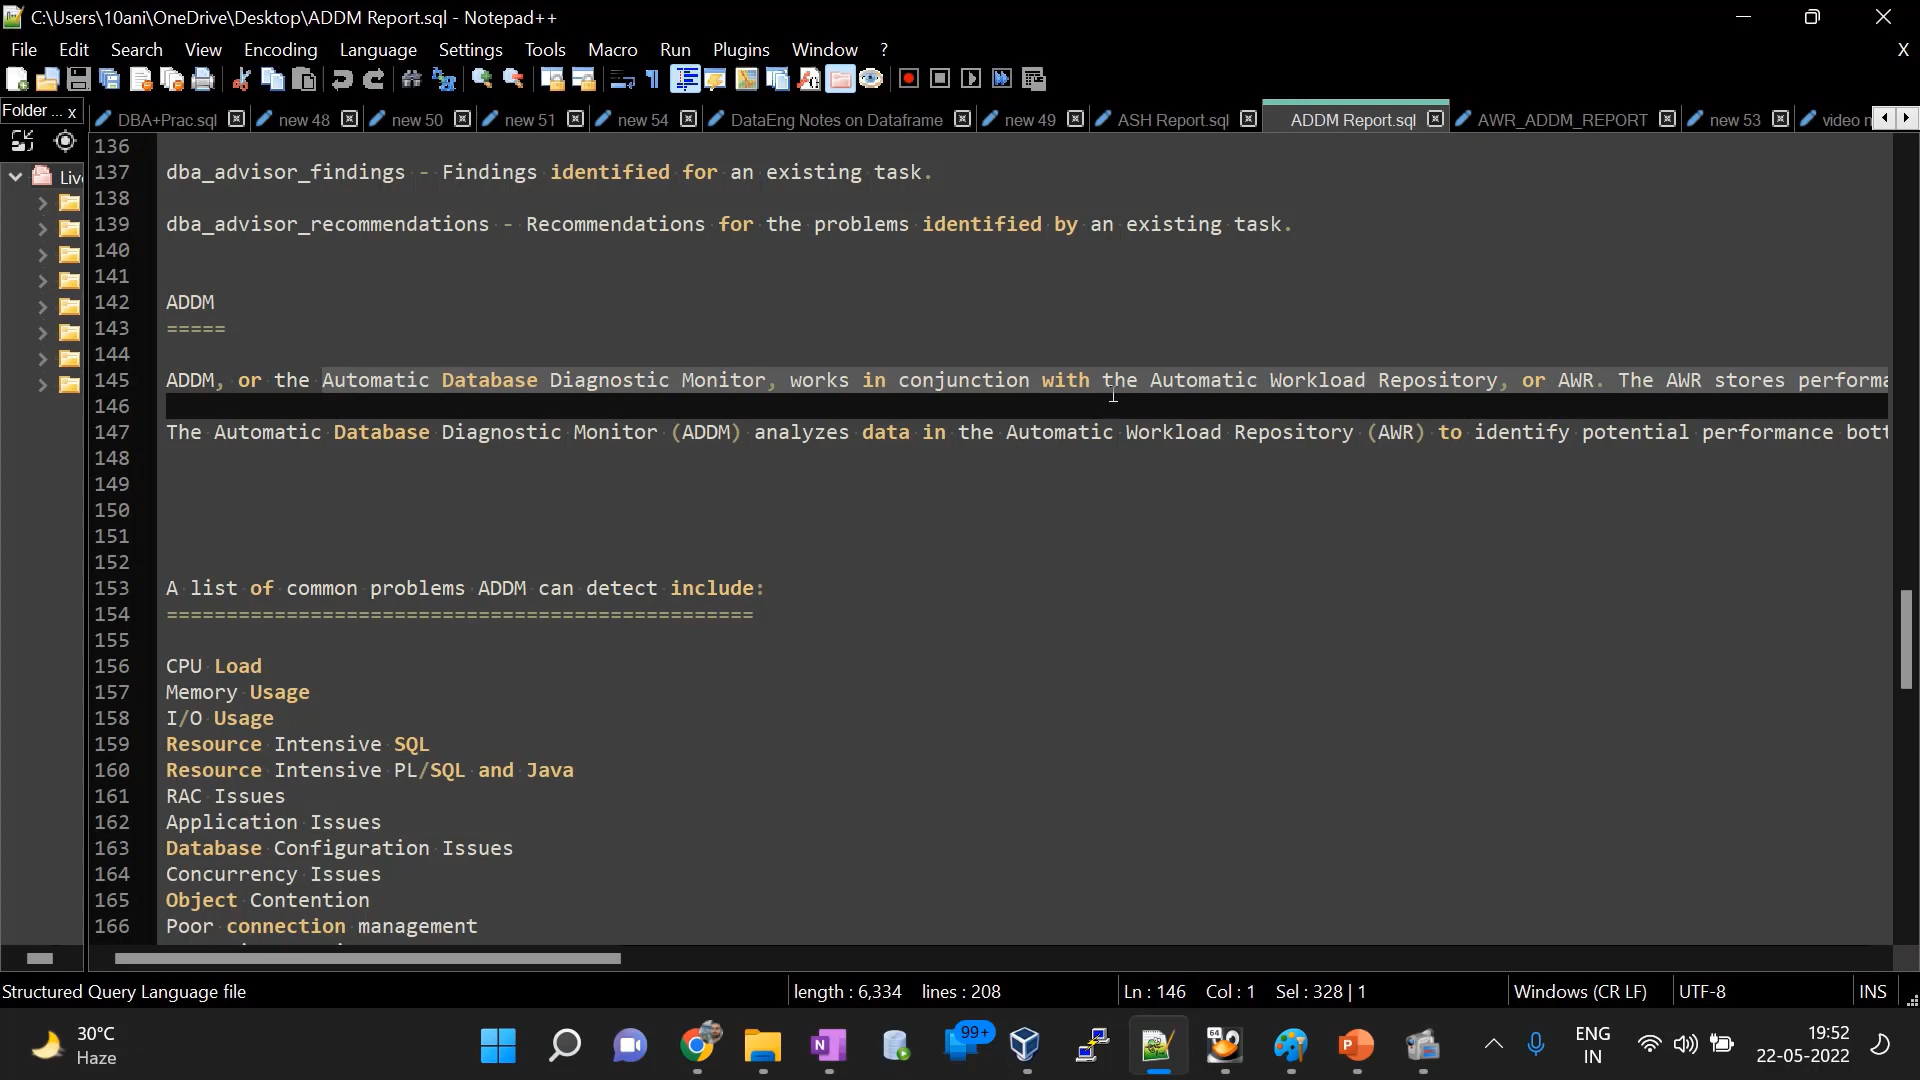 C:\Users\10ani\OneDrive\Desktop\ADDM Report.sql - Notepad++
File Edit Search View Encoding Language Settings Tools Macro Run Plugins Window ? X
Folder ... x DBA+Prac.sql new 48 new 50 new 51 new 54 DataEng Notes on Dataframe new 49 ASH Report.sql ADDM Report.sql AWR_ADDM_REPORT new 53 video n
Liv
136
137 dba_advisor_findings - Findings identified for an existing task.
138
139 dba_advisor_recommendations - Recommendations for the problems identified by an existing task.
140
141
142 ADDM
143 =====
144
145 ADDM, or the Automatic Database Diagnostic Monitor, works in conjunction with the Automatic Workload Repository, or AWR. The AWR stores performa
146
147 The Automatic Database Diagnostic Monitor (ADDM) analyzes data in the Automatic Workload Repository (AWR) to identify potential performance bott
148
149
150
151
152
153 A list of common problems ADDM can detect include:
154 =================================================
155
156 CPU Load
157 Memory Usage
158 I/O Usage
159 Resource Intensive SQL
160 Resource Intensive PL/SQL and Java
161 RAC Issues
162 Application Issues
163 Database Configuration Issues
164 Concurrency Issues
165 Object Contention
166 Poor connection management
Structured Query Language file length : 6,334 lines : 208 Ln : 146 Col : 1 Sel : 328 | 1 Windows (CR LF) UTF-8 INS
30°C
Haze
99+
N
64
P
ENG
IN
19:52
22-05-2022